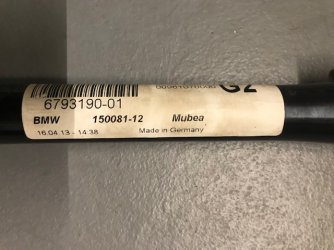 G2
6793190-01
BMW 150081-12 Mubea
16.04.13 - 14:38 Made in Germany